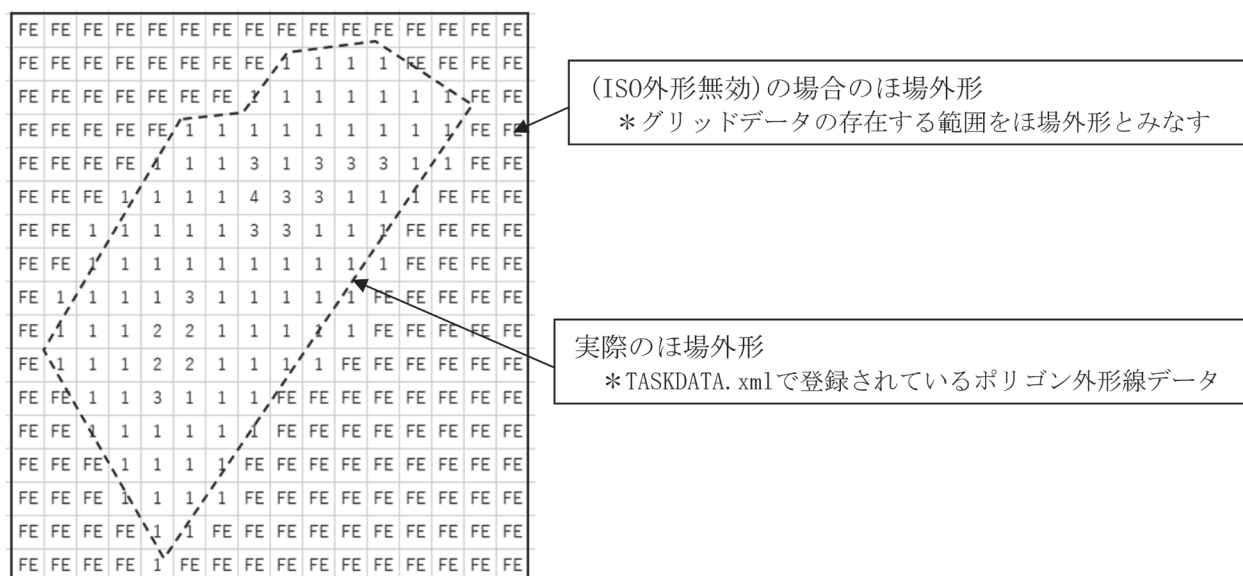 FE FE FE FE FE FE FE FE FE FE FE FE FE FE FE FE
FE FE FE FE FE FE FE FE 1 1 1 1 FE FE FE FE
FE FE FE FE FE FE FE 1 1 1 1 1 1 1 FE FE
FE FE FE FE FE 1 1 1 1 1 1 1 1 1 FE FE
FE FE FE FE 1 1 1 3 1 3 3 3 1 1 FE FE
FE FE FE 1 1 1 1 4 3 3 1 1 1 FE FE FE
FE FE 1 1 1 1 1 3 3 1 1 1 FE FE FE FE
FE FE 1 1 1 1 1 1 1 1 1 1 FE FE FE FE
FE 1 1 1 1 3 1 1 1 1 1 FE FE FE FE FE
FE 1 1 1 2 2 1 1 1 1 1 FE FE FE FE FE
FE 1 1 1 2 2 1 1 1 1 FE FE FE FE FE FE
FE FE 1 1 3 1 1 1 FE FE FE FE FE FE FE FE
FE FE 1 1 1 1 1 1 FE FE FE FE FE FE FE FE
FE FE FE 1 1 1 1 FE FE FE FE FE FE FE FE FE
FE FE FE 1 1 1 1 FE FE FE FE FE FE FE FE FE
FE FE FE FE 1 1 FE FE FE FE FE FE FE FE FE FE
FE FE FE FE 1 FE FE FE FE FE FE FE FE FE FE FE
(ISO外形無効)の場合のほ場外形
＊グリッドデータの存在する範囲をほ場外形とみなす
実際のほ場外形
＊TASKDATA.xmlで登録されているポリゴン外形線データ